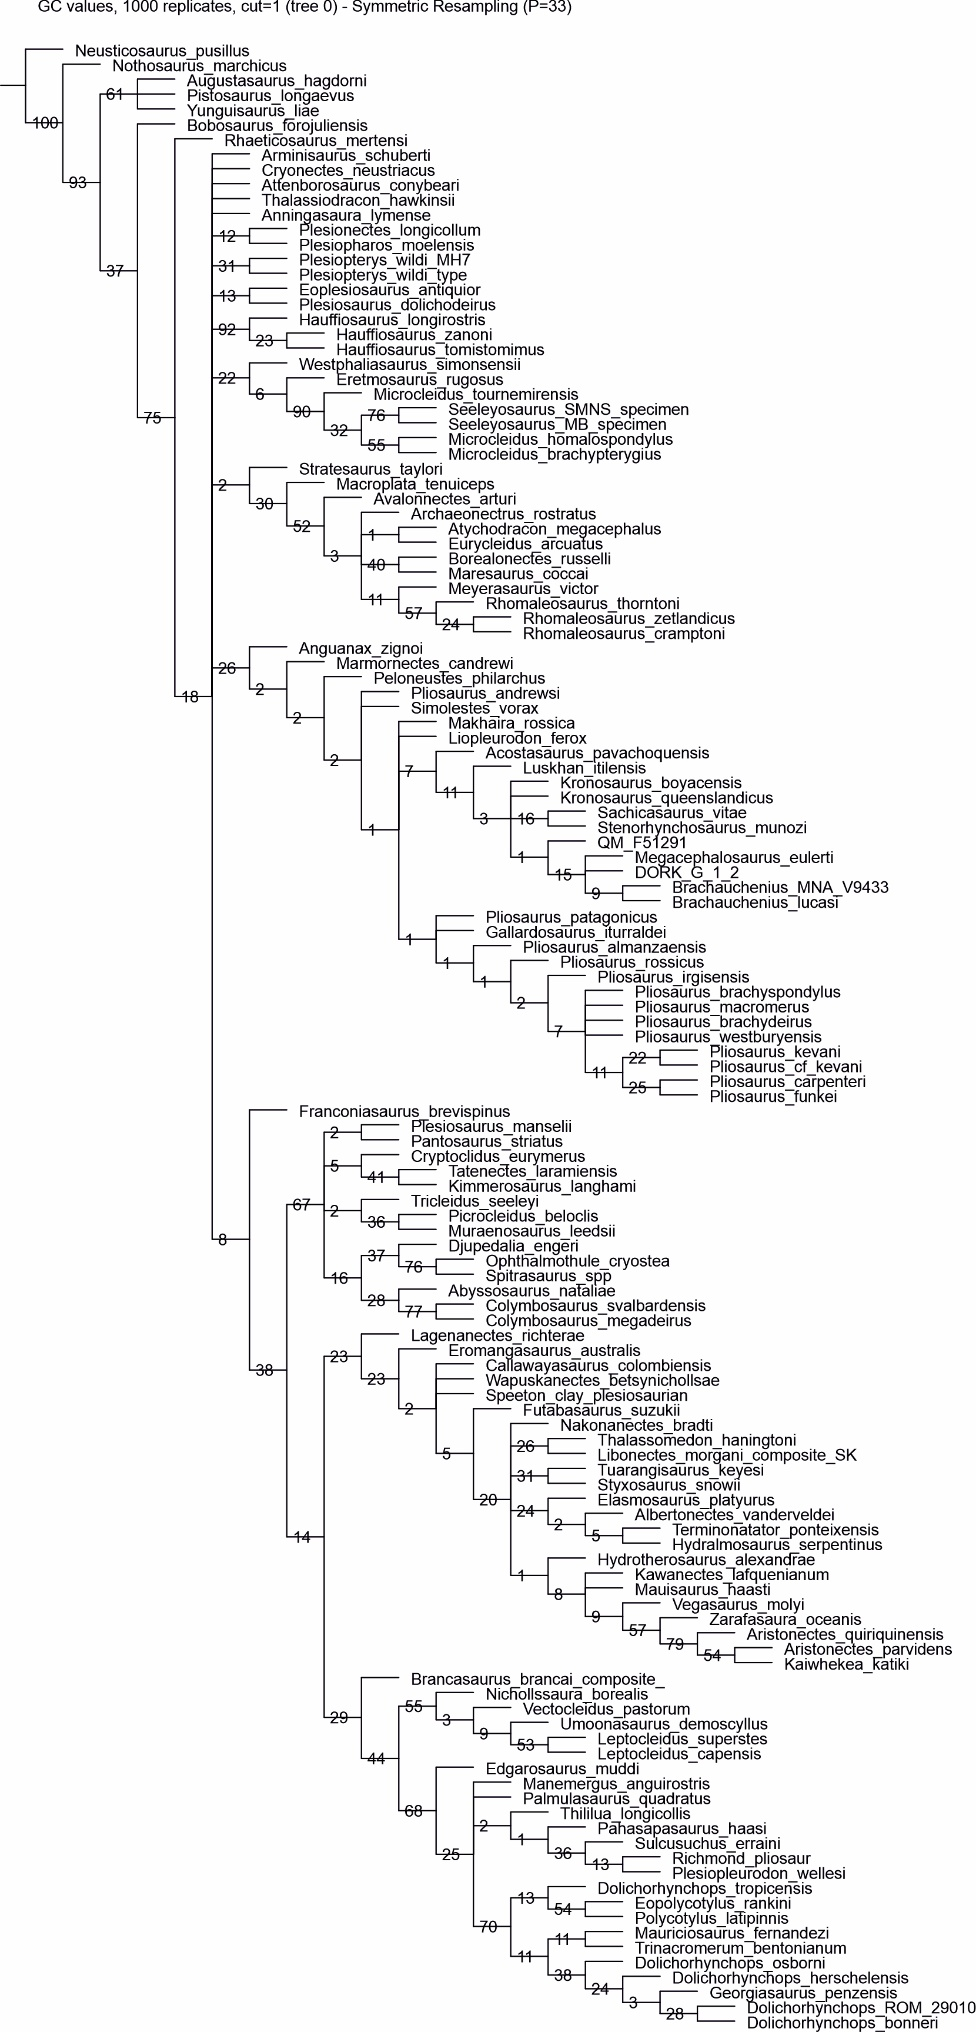 GC values, 1000 replicates, cut=1 (tree 0) - Symmetric Resampling (P=33)
Neusticosaurus_pusillus
Nothosaurus_marchicus
Augustasaurus_hagdorni
61 Pistosaurus_longaevus
Yunguisaurus_liae
100 Bobosaurus_forojuliensis
Rhaeticosaurus_mertensi
Arminisaurus_schuberti
Cryonectes_neustriacus
93 Attenborosaurus_conybeari
Thalassiodracon_hawkinsii
Anningasaura_lymense
Plesionectes_longicollum
12
Plesiopharos_moelensis
Plesiopterys_wildi_MH7
37 31
Plesiopterys_wildi_type
Eoplesiosaurus_antiquior
13
Plesiosaurus_dolichodeirus
Hauffiosaurus_longirostris
92
Hauffiosaurus_zanoni
23
Hauffiosaurus_tomistomimus
Westphaliasaurus_simonsensii
22 Eretmosaurus_rugosus
6 Microcleidus_tournemirensis
90 Seeleyosaurus_SMNS_specimen
76
75 Seeleyosaurus_MB_specimen
32 Microcleidus_homalospondylus
55
Microcleidus_brachypterygius
Stratesaurus_taylori
2 Macroplata_tenuiceps
30 Avalonnectes_arturi
Archaeonectrus_rostratus
52 Atychodracon_megacephalus
1
Eurycleidus_arcuatus
3 Borealonectes_russelli
40
Maresaurus_coccai
Meyerasaurus_victor
11 Rhomaleosaurus_thorntoni
57 Rhomaleosaurus_zetlandicus
24
Rhomaleosaurus_cramptoni
Anguanax_zignoi
26 Marmornectes_candrewi
Peloneustes_philarchus
18 2 Pliosaurus_andrewsi
Simolestes_vorax
2 Makhaira_rossica
Liopleurodon_ferox
2 Acostasaurus_pavachoquensis
7 Luskhan_itilensis
Kronosaurus_boyacensis
11 Kronosaurus_queenslandicus
Sachicasaurus_vitae
3 16
1 Stenorhynchosaurus_munozi
QM_F51291
1 Megacephalosaurus_eulerti
15 DORK_G_1_2
Brachauchenius_MNA_V9433
9
Brachauchenius_lucasi
Pliosaurus_patagonicus
1 Gallardosaurus_iturraldei
Pliosaurus_almanzaensis
1 Pliosaurus_rossicus
1 Pliosaurus_irgisensis
Pliosaurus_brachyspondylus
2 Pliosaurus_macromerus
Pliosaurus_brachydeirus
7 Pliosaurus_westburyensis
Pliosaurus_kevani
22
Pliosaurus_cf_kevani
11 Pliosaurus_carpenteri
25
Pliosaurus_funkei
Franconiasaurus_brevispinus
Plesiosaurus_manselii
2
Pantosaurus_striatus
Cryptoclidus_eurymerus
5 Tatenectes_laramiensis
41
Kimmerosaurus_langhami
67 Tricleidus_seeleyi
2 Picrocleidus_beloclis
36
Muraenosaurus_leedsii
8 Djupedalia_engeri
37 Ophthalmothule_cryostea
76
16 Spitrasaurus_spp
Abyssosaurus_nataliae
28 Colymbosaurus_svalbardensis
77
Colymbosaurus_megadeirus
Lagenanectes_richterae
23 Eromangasaurus_australis
38 Callawayasaurus_colombiensis
23 Wapuskanectes_betsynichollsae
Speeton_clay_plesiosaurian
2 Futabasaurus_suzukii
Nakonanectes_bradti
Thalassomedon_haningtoni
26
5 Libonectes_morgani_composite_SK
Tuarangisaurus_keyesi
31
Styxosaurus_snowii
20 Elasmosaurus_platyurus
24 Albertonectes_vanderveldei
2 Terminonatator_ponteixensis
14 5
Hydralmosaurus_serpentinus
Hydrotherosaurus_alexandrae
1 Kawanectes_lafquenianum
8 Mauisaurus_haasti
Vegasaurus_molyi
9 Zarafasaura_oceanis
57 Aristonectes_quiriquinensis
79 Aristonectes_parvidens
54
Kaiwhekea_katiki
Brancasaurus_brancai_composite_
Nichollssaura_borealis
55 Vectocleidus_pastorum
29 3 Umoonasaurus_demoscyllus
9 Leptocleidus_superstes
53
44 Leptocleidus_capensis
Edgarosaurus_muddi
Manemergus_anguirostris
Palmulasaurus_quadratus
68 Thililua_longicollis
2 Pahasapasaurus_haasi
1 Sulcusuchus_erraini
25 36 Richmond_pliosaur
13
Plesiopleurodon_wellesi
Dolichorhynchops_tropicensis
13 Eopolycotylus_rankini
54
70 Polycotylus_latipinnis
Mauriciosaurus_fernandezi
11
11 Trinacromerum_bentonianum
Dolichorhynchops_osborni
38 Dolichorhynchops_herschelensis
24 Georgiasaurus_penzensis
3 Dolichorhynchops_ROM_29010
28
Dolichorhynchops_bonneri